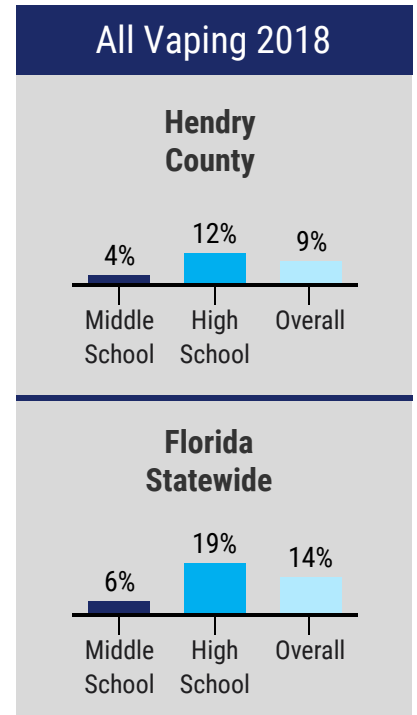 All Vaping 2018
Hendry
County
4%
12%
9%
Middle
School
High
School
Overall
Florida
Statewide
6%
19%
14%
Middle
School
High
School
Overall